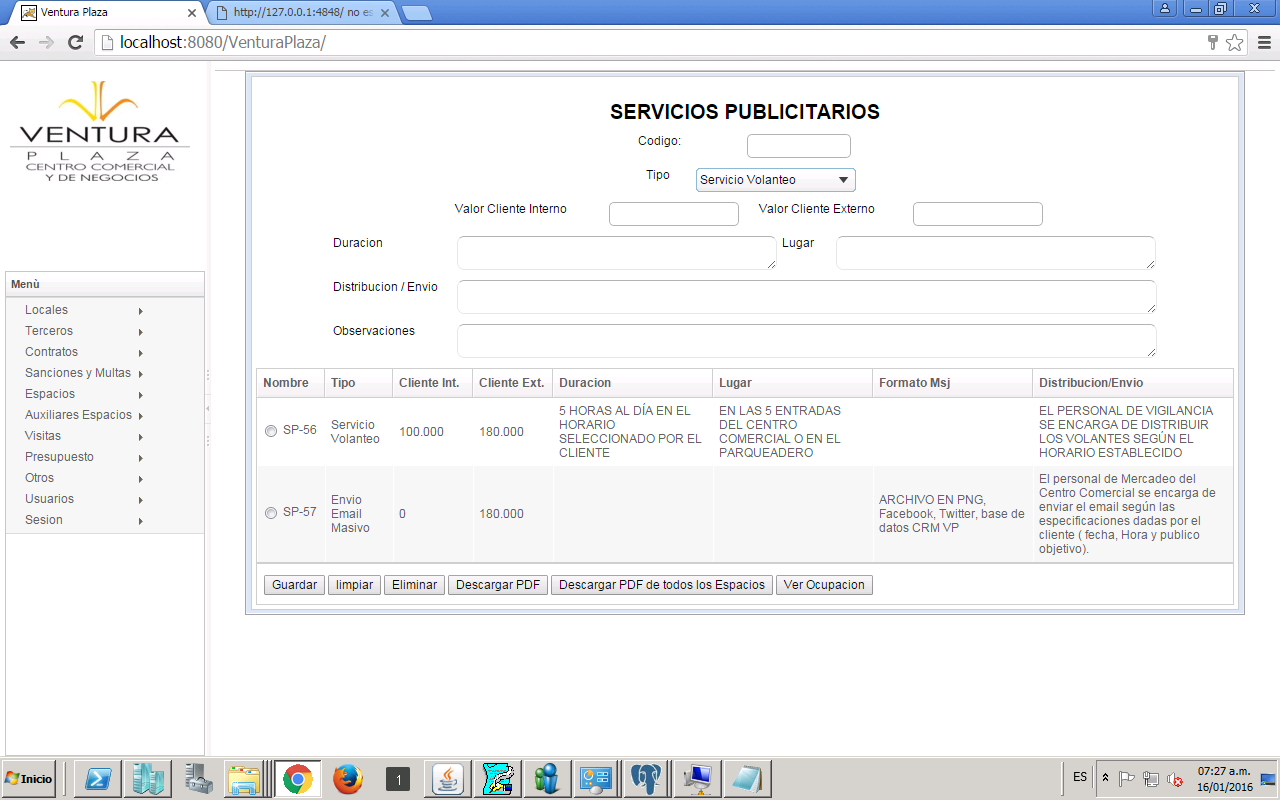 Ventura Plaza
http://127.0.0.1:4848/ no es
localhost:8080/VenturaPlaza/
VENTURA
PLAZA
CENTRO COMERCIAL
Y DE NEGOCIOS
Menù
Locales
Terceros
Contratos
Sanciones y Multas
Espacios
Auxiliares Espacios
Visitas
Presupuesto
Otros
Usuarios
Sesion
SERVICIOS PUBLICITARIOS
Codigo:
Tipo Servicio Volanteo
Valor Cliente Interno Valor Cliente Externo
Duracion Lugar
Distribucion / Envio
Observaciones
Nombre Tipo Cliente Int. Cliente Ext. Duracion Lugar Formato Msj Distribucion/Envio
SP-56
Servicio
Volanteo
100.000
180.000
5 HORAS AL DÍA EN EL
HORARIO
SELECCIONADO POR EL
CLIENTE
EN LAS 5 ENTRADAS
DEL CENTRO
COMERCIAL O EN EL
PARQUEADERO
EL PERSONAL DE VIGILANCIA
SE ENCARGA DE DISTRIBUIR
LOS VOLANTES SEGÚN EL
HORARIO ESTABLECIDO
SP-57
Envio
Email
Masivo
0
180.000
ARCHIVO EN PNG,
Facebook, Twitter, base de
datos CRM VP
El personal de Mercadeo del
Centro Comercial se encarga de
enviar el email según las
especificaciones dadas por el
cliente ( fecha, Hora y publico
objetivo).
Guardar limpiar Eliminar Descargar PDF Descargar PDF de todos los Espacios Ver Ocupacion
Inicio
1
ES
07:27 a.m.
16/01/2016